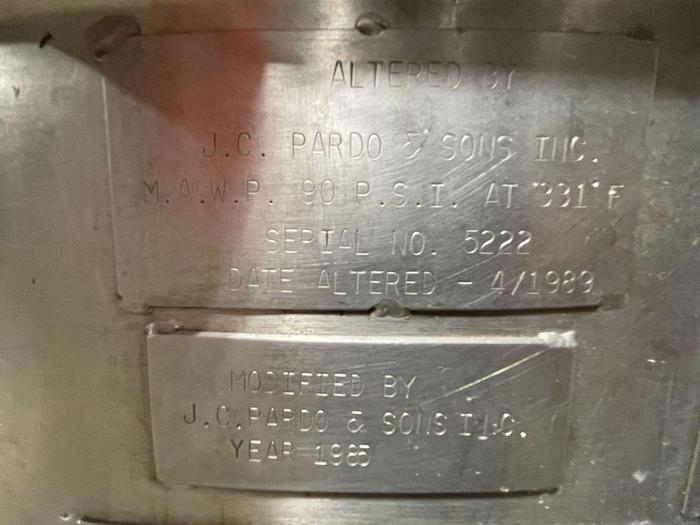 ALTERED BY
J.C. PARDO & SONS INC.
M.A.W.P. 90 P.S.I. AT 331°F
SERIAL NO. 5222
DATE ALTERED - 4/1989
MODIFIED BY
J.C.PARDO & SONS INC.
YEAR 1985